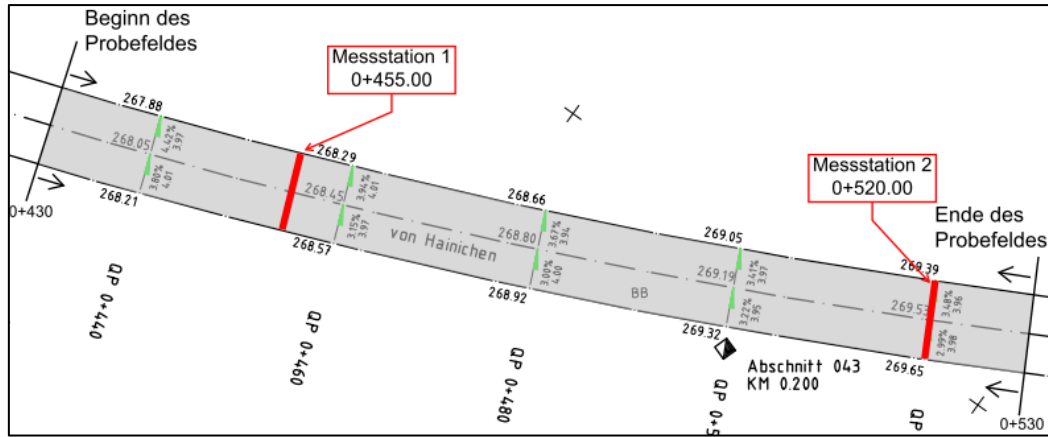 Beginn des
Probefeldes
Messstation 1
0+455.00
267.88
268.05
4.42%
3.97
3.80%
4.01
268.21
0+430
268.29
268.45
3.94%
4.01
3.15%
3.97
268.57
von Hainichen
268.66
268.80
3.67%
3.94
3.00%
4.00
268.92
BB
Messstation 2
0+520.00
269.05
269.19
3.41%
3.97
3.22%
3.95
269.32
Ende des
Probefeldes
269.39
269.53
3.48%
3.96
2.99%
3.98
269.65
0+530
Abschnitt 043
KM 0.200
QP 0+440
QP 0+460
QP 0+480
QP 0+5
QP